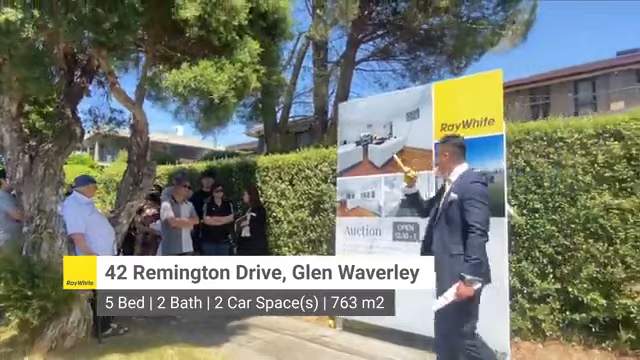 RayWhite
Auction
OPEN
RayWhite
42 Remington Drive, Glen Waverley
5 Bed | 2 Bath | 2 Car Space(s) | 763 m2